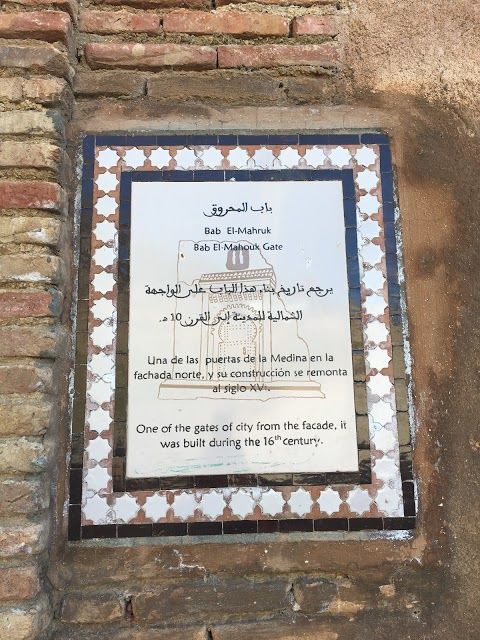 باب المحروق
Bab El-Mahruk
Bab El-Mahouk Gate
يرجع تاريخ بناء هذا الباب على الواجهة
الشمالية للمدينة إلى القرن 10 هـ.
Una de las puertas de la Medina en la
fachada norte, y su construcción se remonta
al siglo XVI.
One of the gates of city from the facade, it
was built during the 16th century.